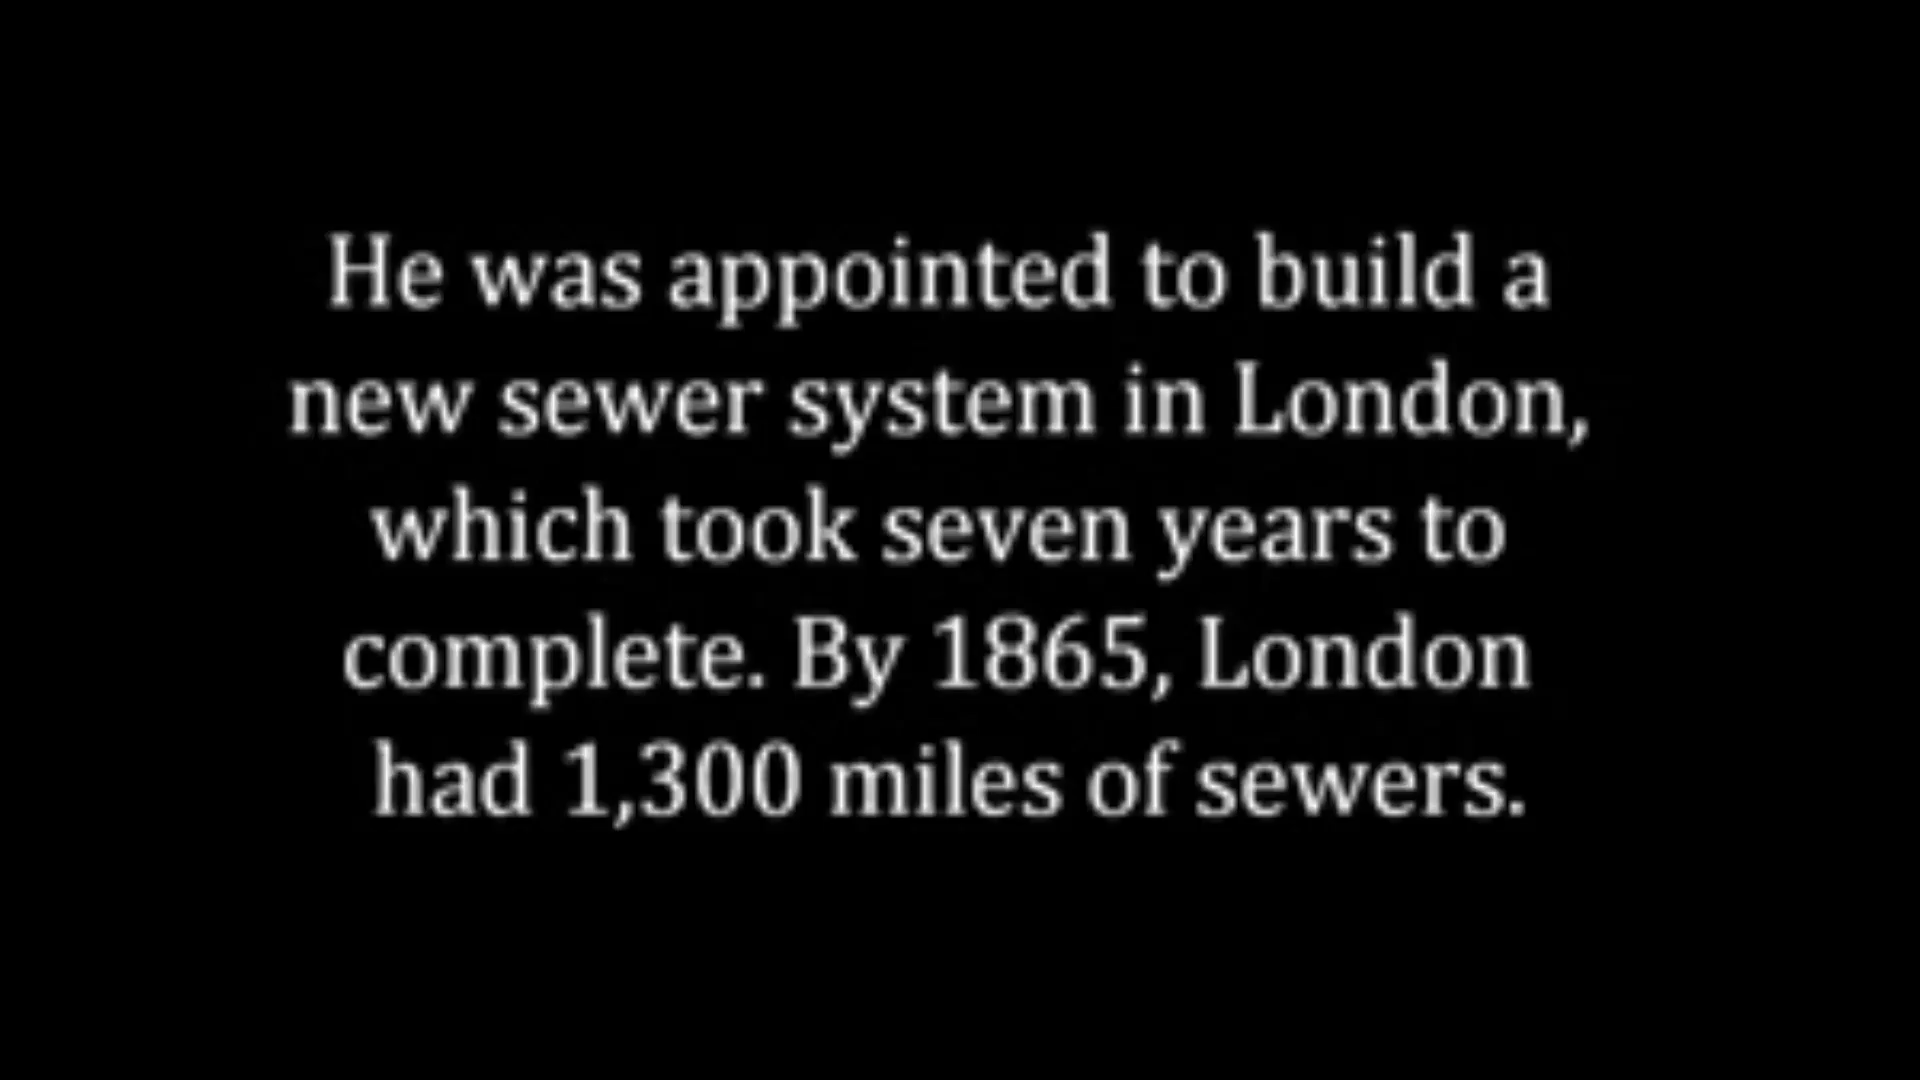 He was appointed to build a
new sewer system in London,
which took seven years to
complete. By 1865, London
had 1,300 miles of sewers.